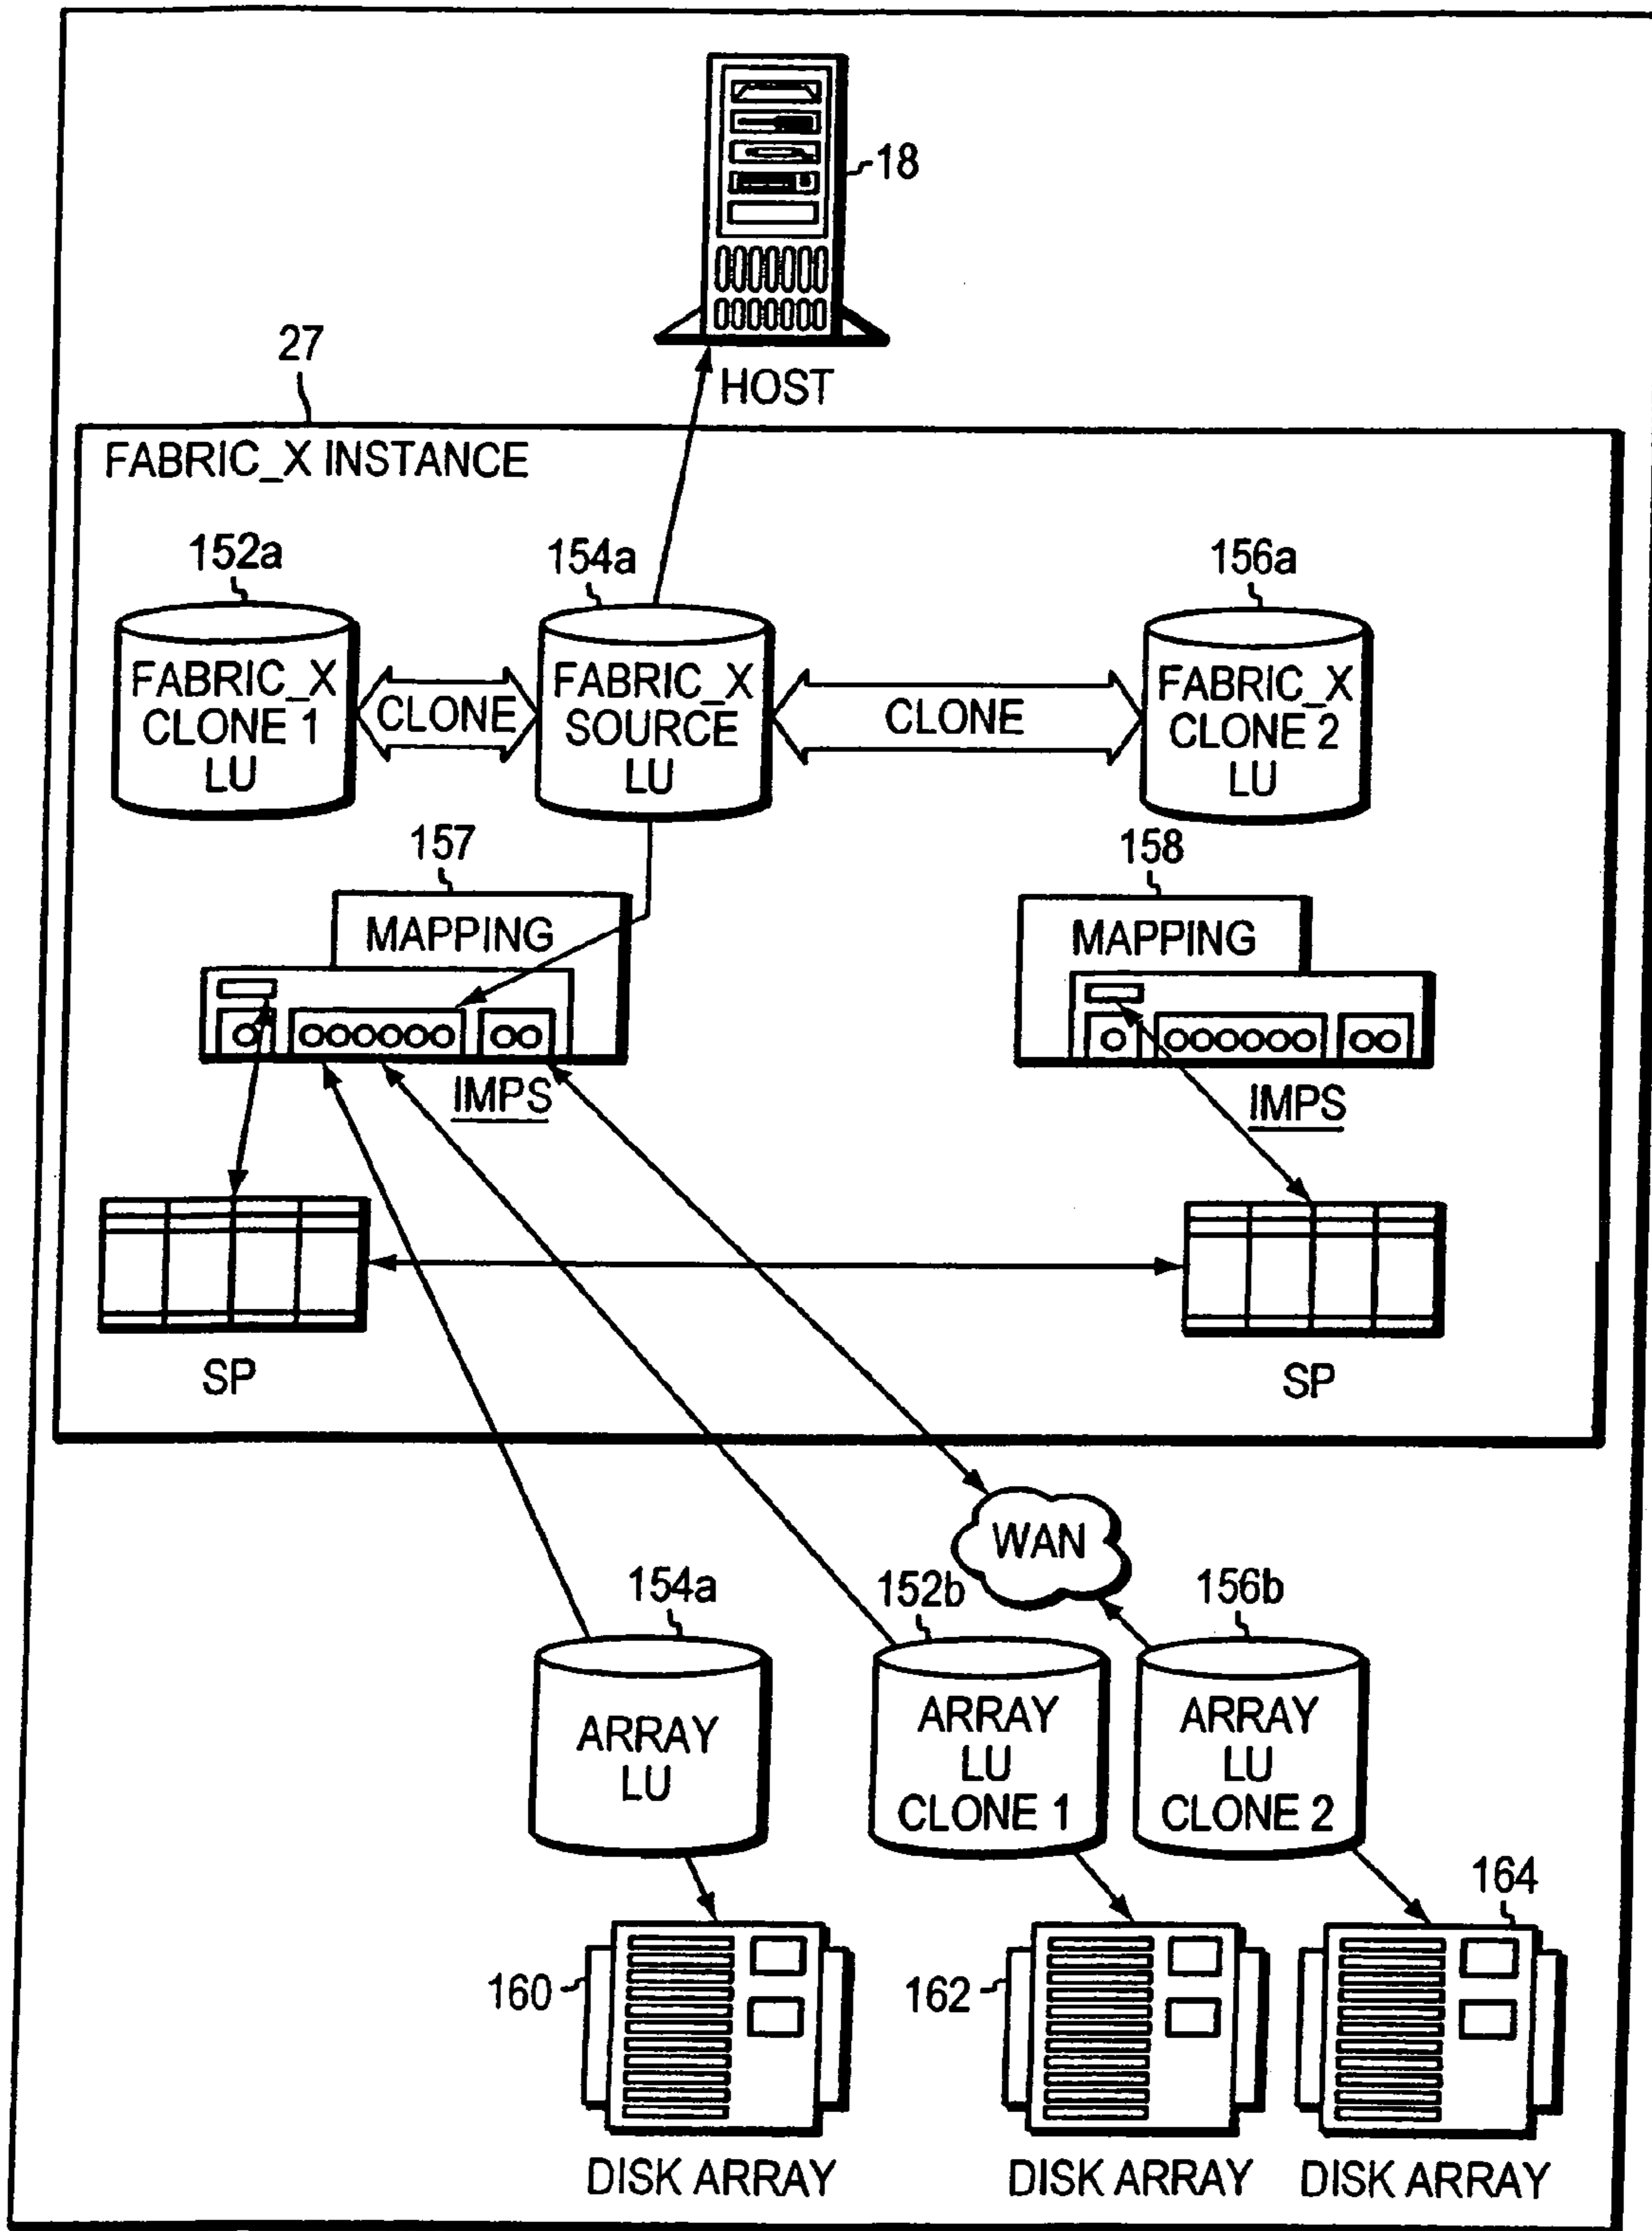 18
HOST
27
FABRIC_X INSTANCE
152a
154a
156a
FABRIC_X
CLONE 1
LU
CLONE
FABRIC_X
SOURCE
LU
CLONE
FABRIC_X
CLONE 2
LU
157
MAPPING
158
MAPPING
IMPS
IMPS
SP
SP
WAN
154a
152b
156b
ARRAY
LU
ARRAY
LU
CLONE 1
ARRAY
LU
CLONE 2
164
160
162
DISK ARRAY
DISK ARRAY
DISK ARRAY